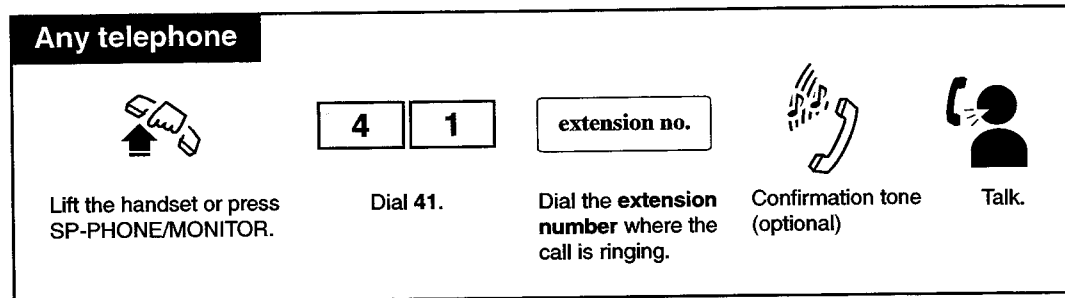 Any telephone
4 1
extension no.
Lift the handset or press
SP-PHONE/MONITOR.
Dial 41.
Dial the extension
number where the
call is ringing.
Confirmation tone
(optional)
Talk.